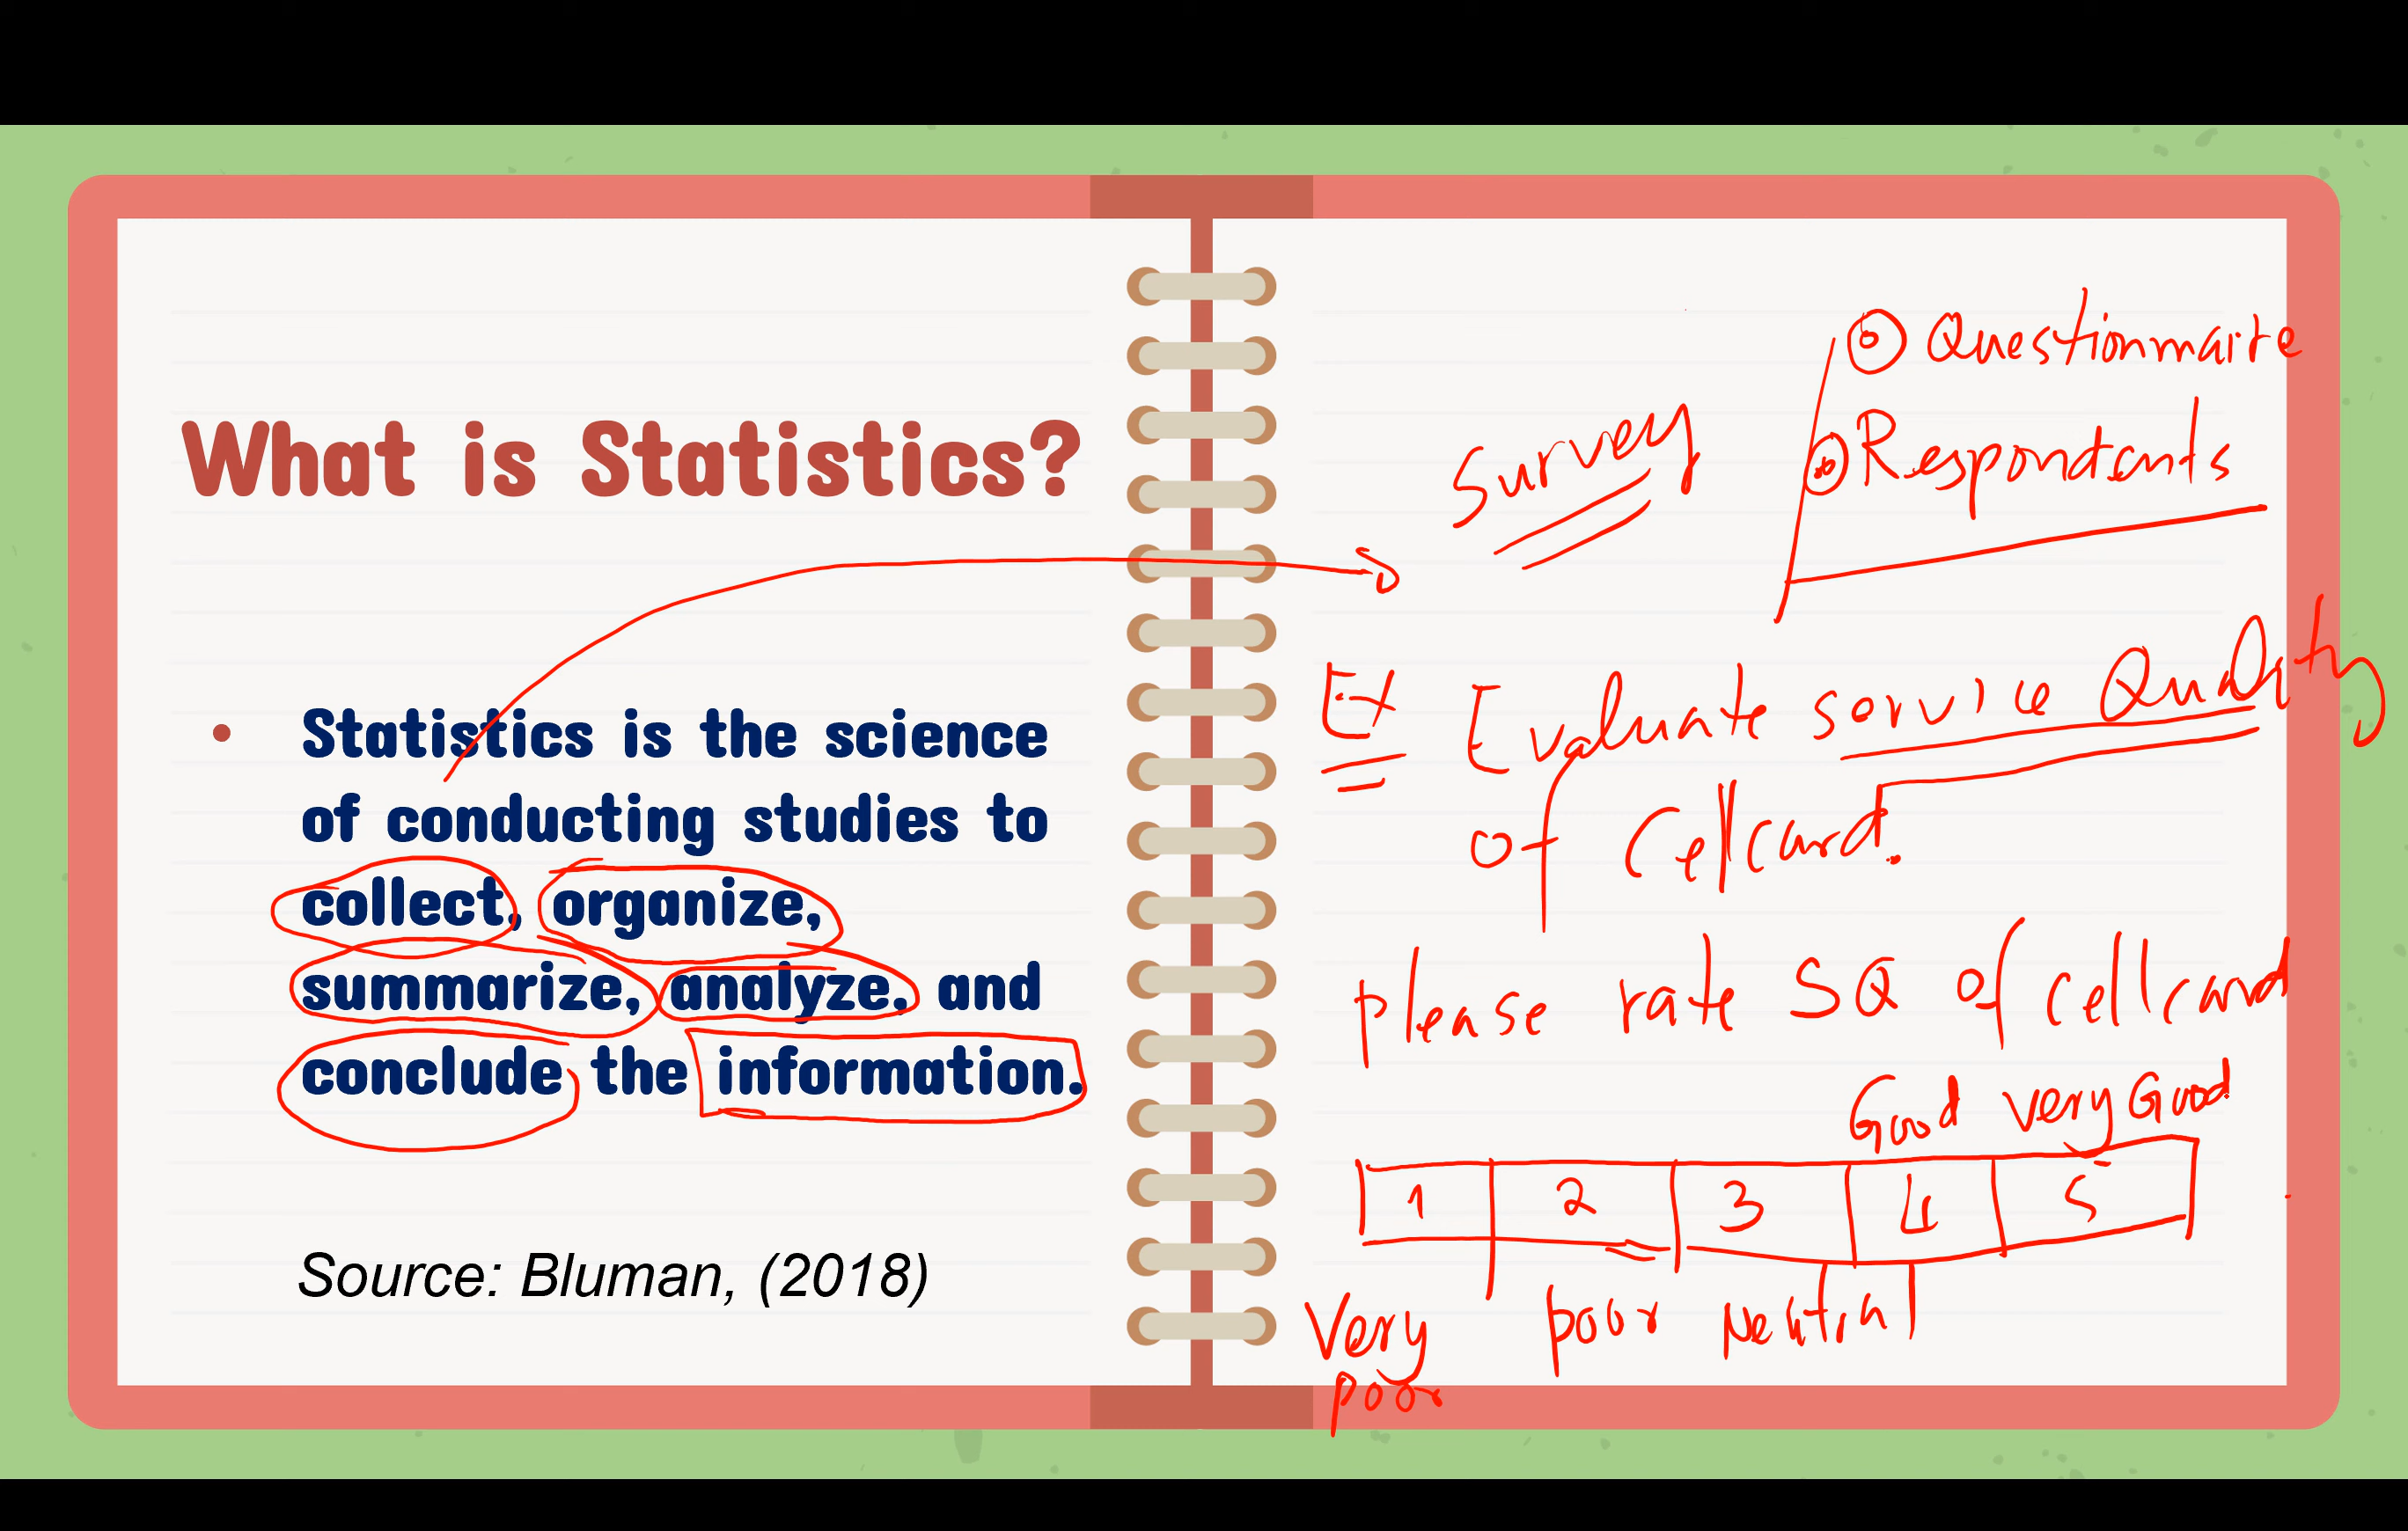 What is Statistics?
• Statistics is the science
of conducting studies to
collect, organize,
summarize, analyze, and
conclude the information.
Source: Bluman, (2018)
Questionnaire
Survey
Respondants
Ex Evaluate service Quality
of Cellcard.
please rate SQ of cellcard
Good very Good
1 2 3 4 5
Very poor neutral
poor